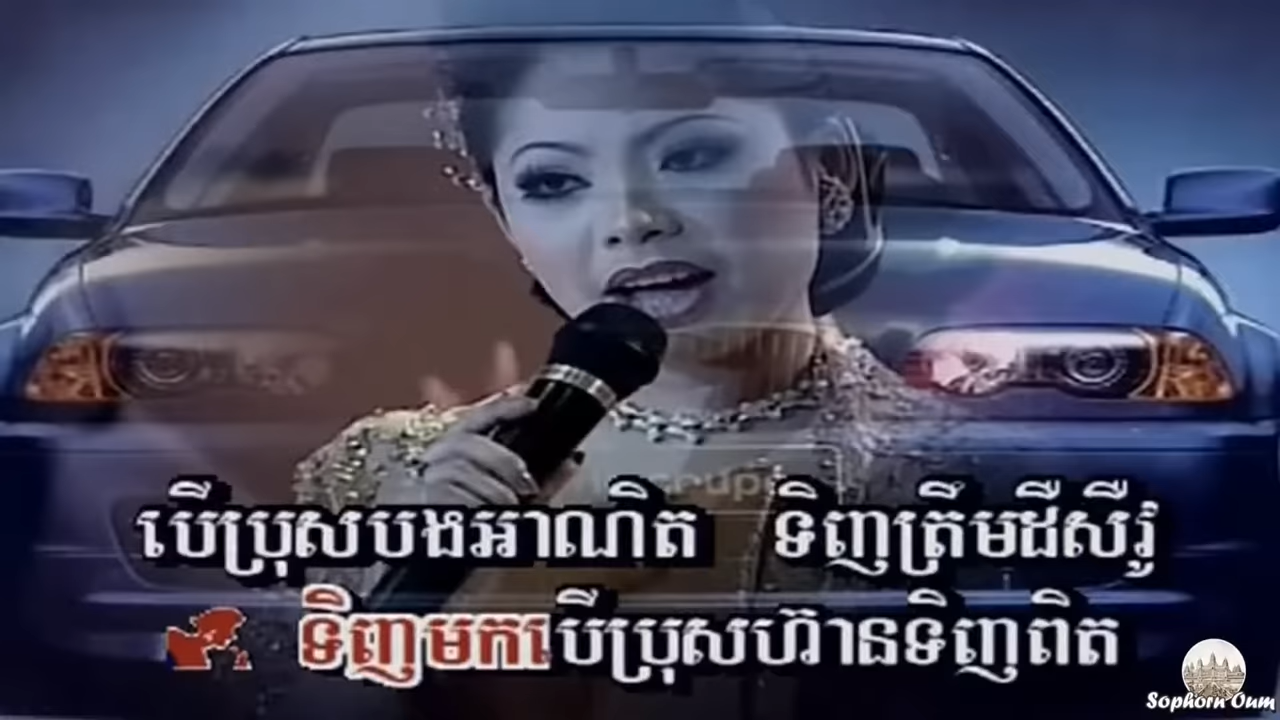 បើប្រុសបងអាណិត ទិញត្រឹមដឺស៊ីរ៉ូ
ទិញមកបើប្រុសហ៊ានទិញពិត
Sophorn Oum